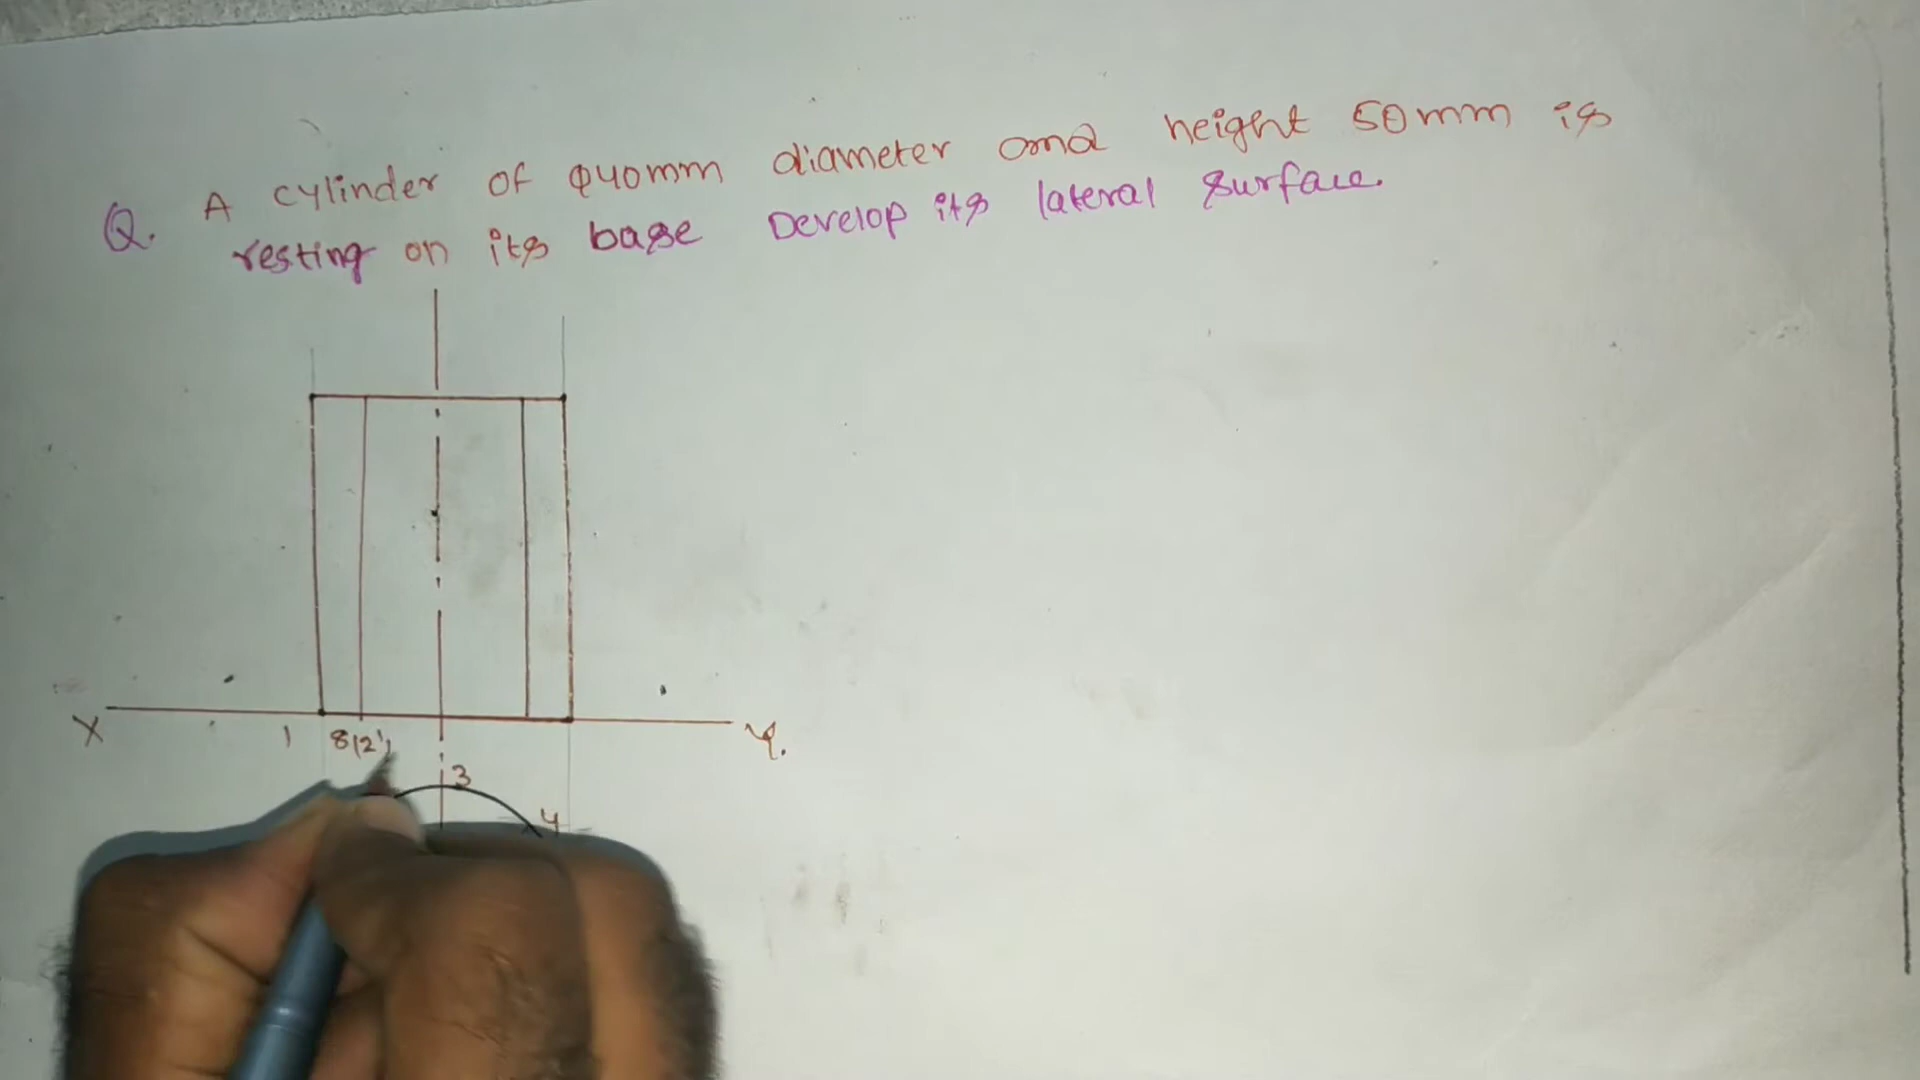 Q. A cylinder of φ40mm diameter and height 50mm is
resting on its base Develop its lateral surface.
X Y.
1 8(2')
3
4